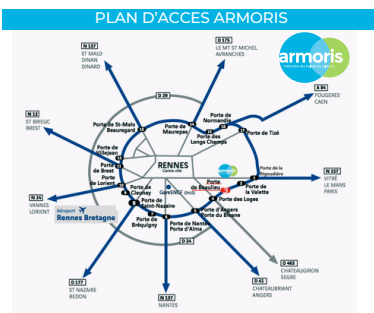 PLAN D'ACCES ARMORIS
armoris
N 137
ST MALO
DINAN
DINARD
D 175
LE MT ST MICHEL
AVRANCHES
A 84
FOUGERES
CAEN
D 29
N 12
ST BRIEUC
BREST
Porte de St-Malo
Beauregard
Porte de
Maurepas
Porte de
Normandie
Porte des
Longs Champs
Porte de Tizé
Porte de
Villejean
Porte
de Brest
Porte
de Lorient
RENNES
Centre ville
armoris
Porte de la
Rigoudière
N 157
VITRE
LE MANS
PARIS
Porte de
Cleunay
Porte
de Beaulieu
Porte de
la Valette
N 24
VANNES
LORIENT
Aéroport
Rennes Bretagne
Porte de
Saint-Nazaire
Porte des Loges
Porte de
Bréquigny
Porte d'Angers
Porte du Blosne
Porte de Nantes
Porte d'Alma
D 24
D 463
CHATEAUGIRON
SEGRE
D 177
ST NAZAIRE
REDON
N 137
NANTES
D 41
CHATEAUBRIANT
ANGERS